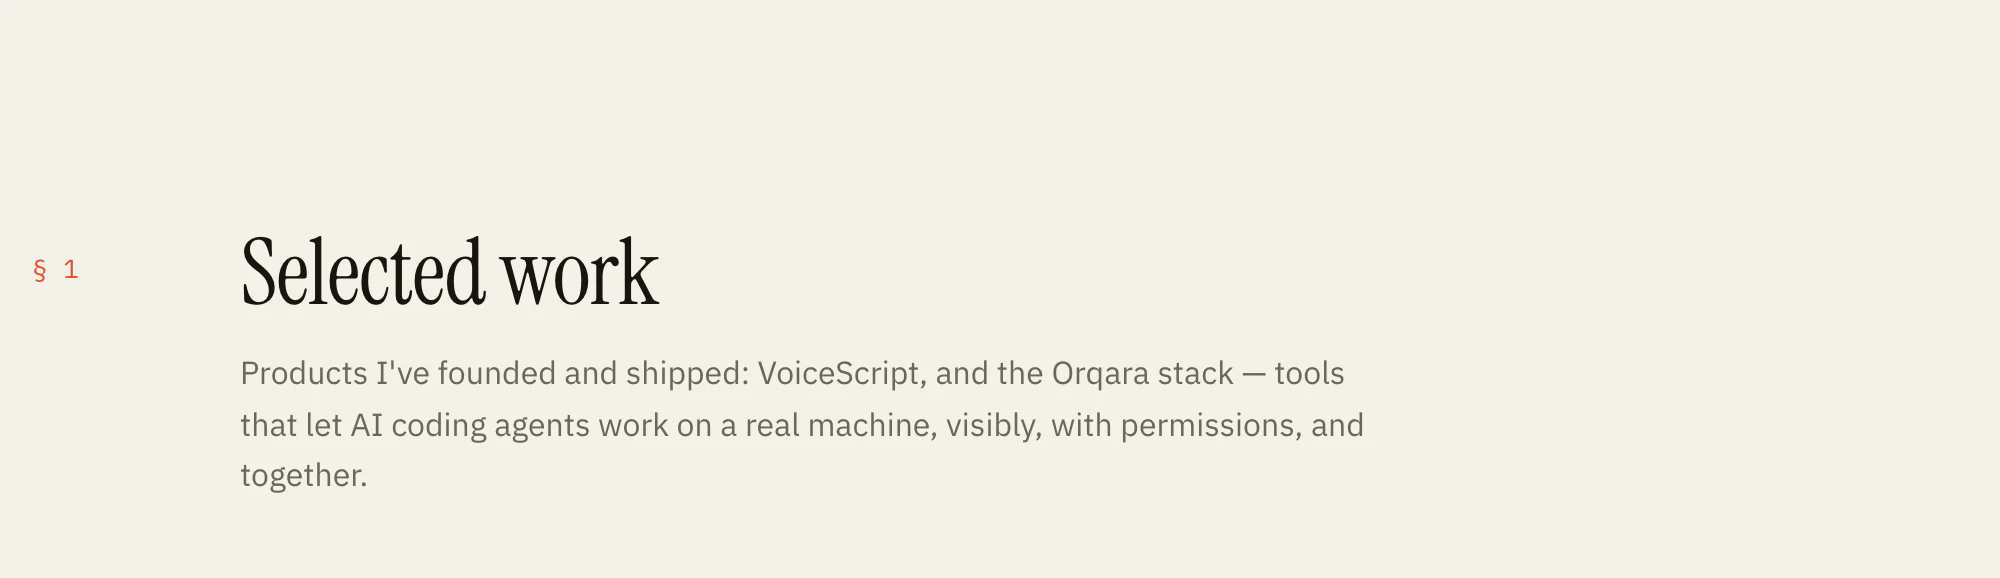 § 1
Selected work
Products I've founded and shipped: VoiceScript, and the Orqara stack — tools
that let AI coding agents work on a real machine, visibly, with permissions, and
together.